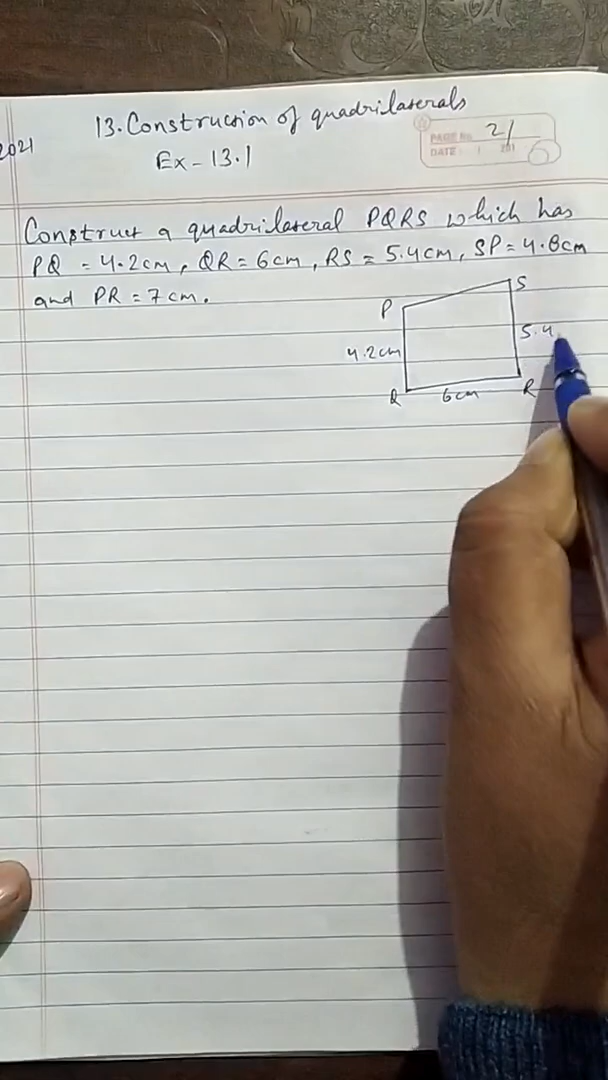 13. Construction of quadrilaterals
2021
Ex - 13.1
PAGE No. 21
DATE
Construct a quadrilateral PQRS which has
PQ = 4.2cm, QR = 6cm, RS = 5.4cm, SP = 4.8cm
and PR = 7cm.
S
P
5.4
4.2cm
Q 6cm R